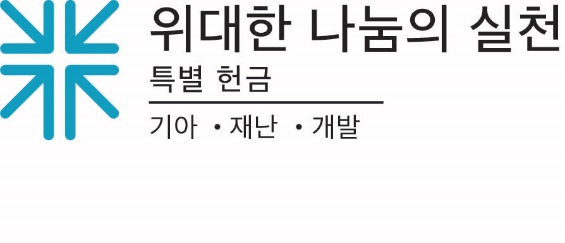 위대한 나눔의 실천
특별 헌금
기아 • 재난 • 개발